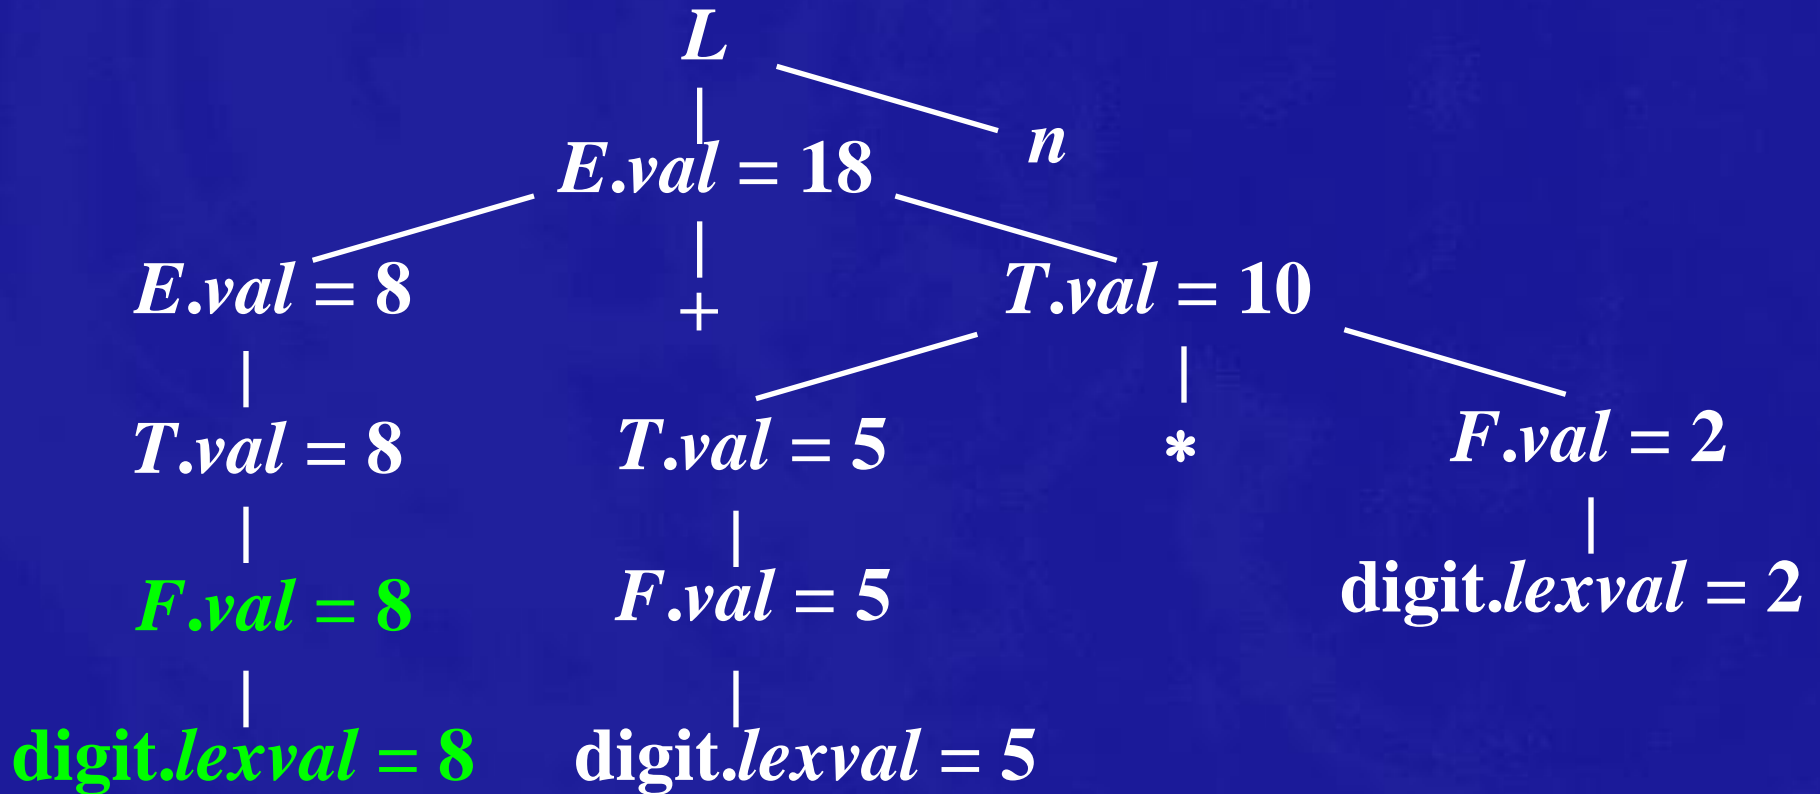 L
n
E.val = 18
E.val = 8 + T.val = 10
T.val = 8 T.val = 5 * F.val = 2
F.val = 8 F.val = 5 digit.lexval = 2
digit.lexval = 8 digit.lexval = 5